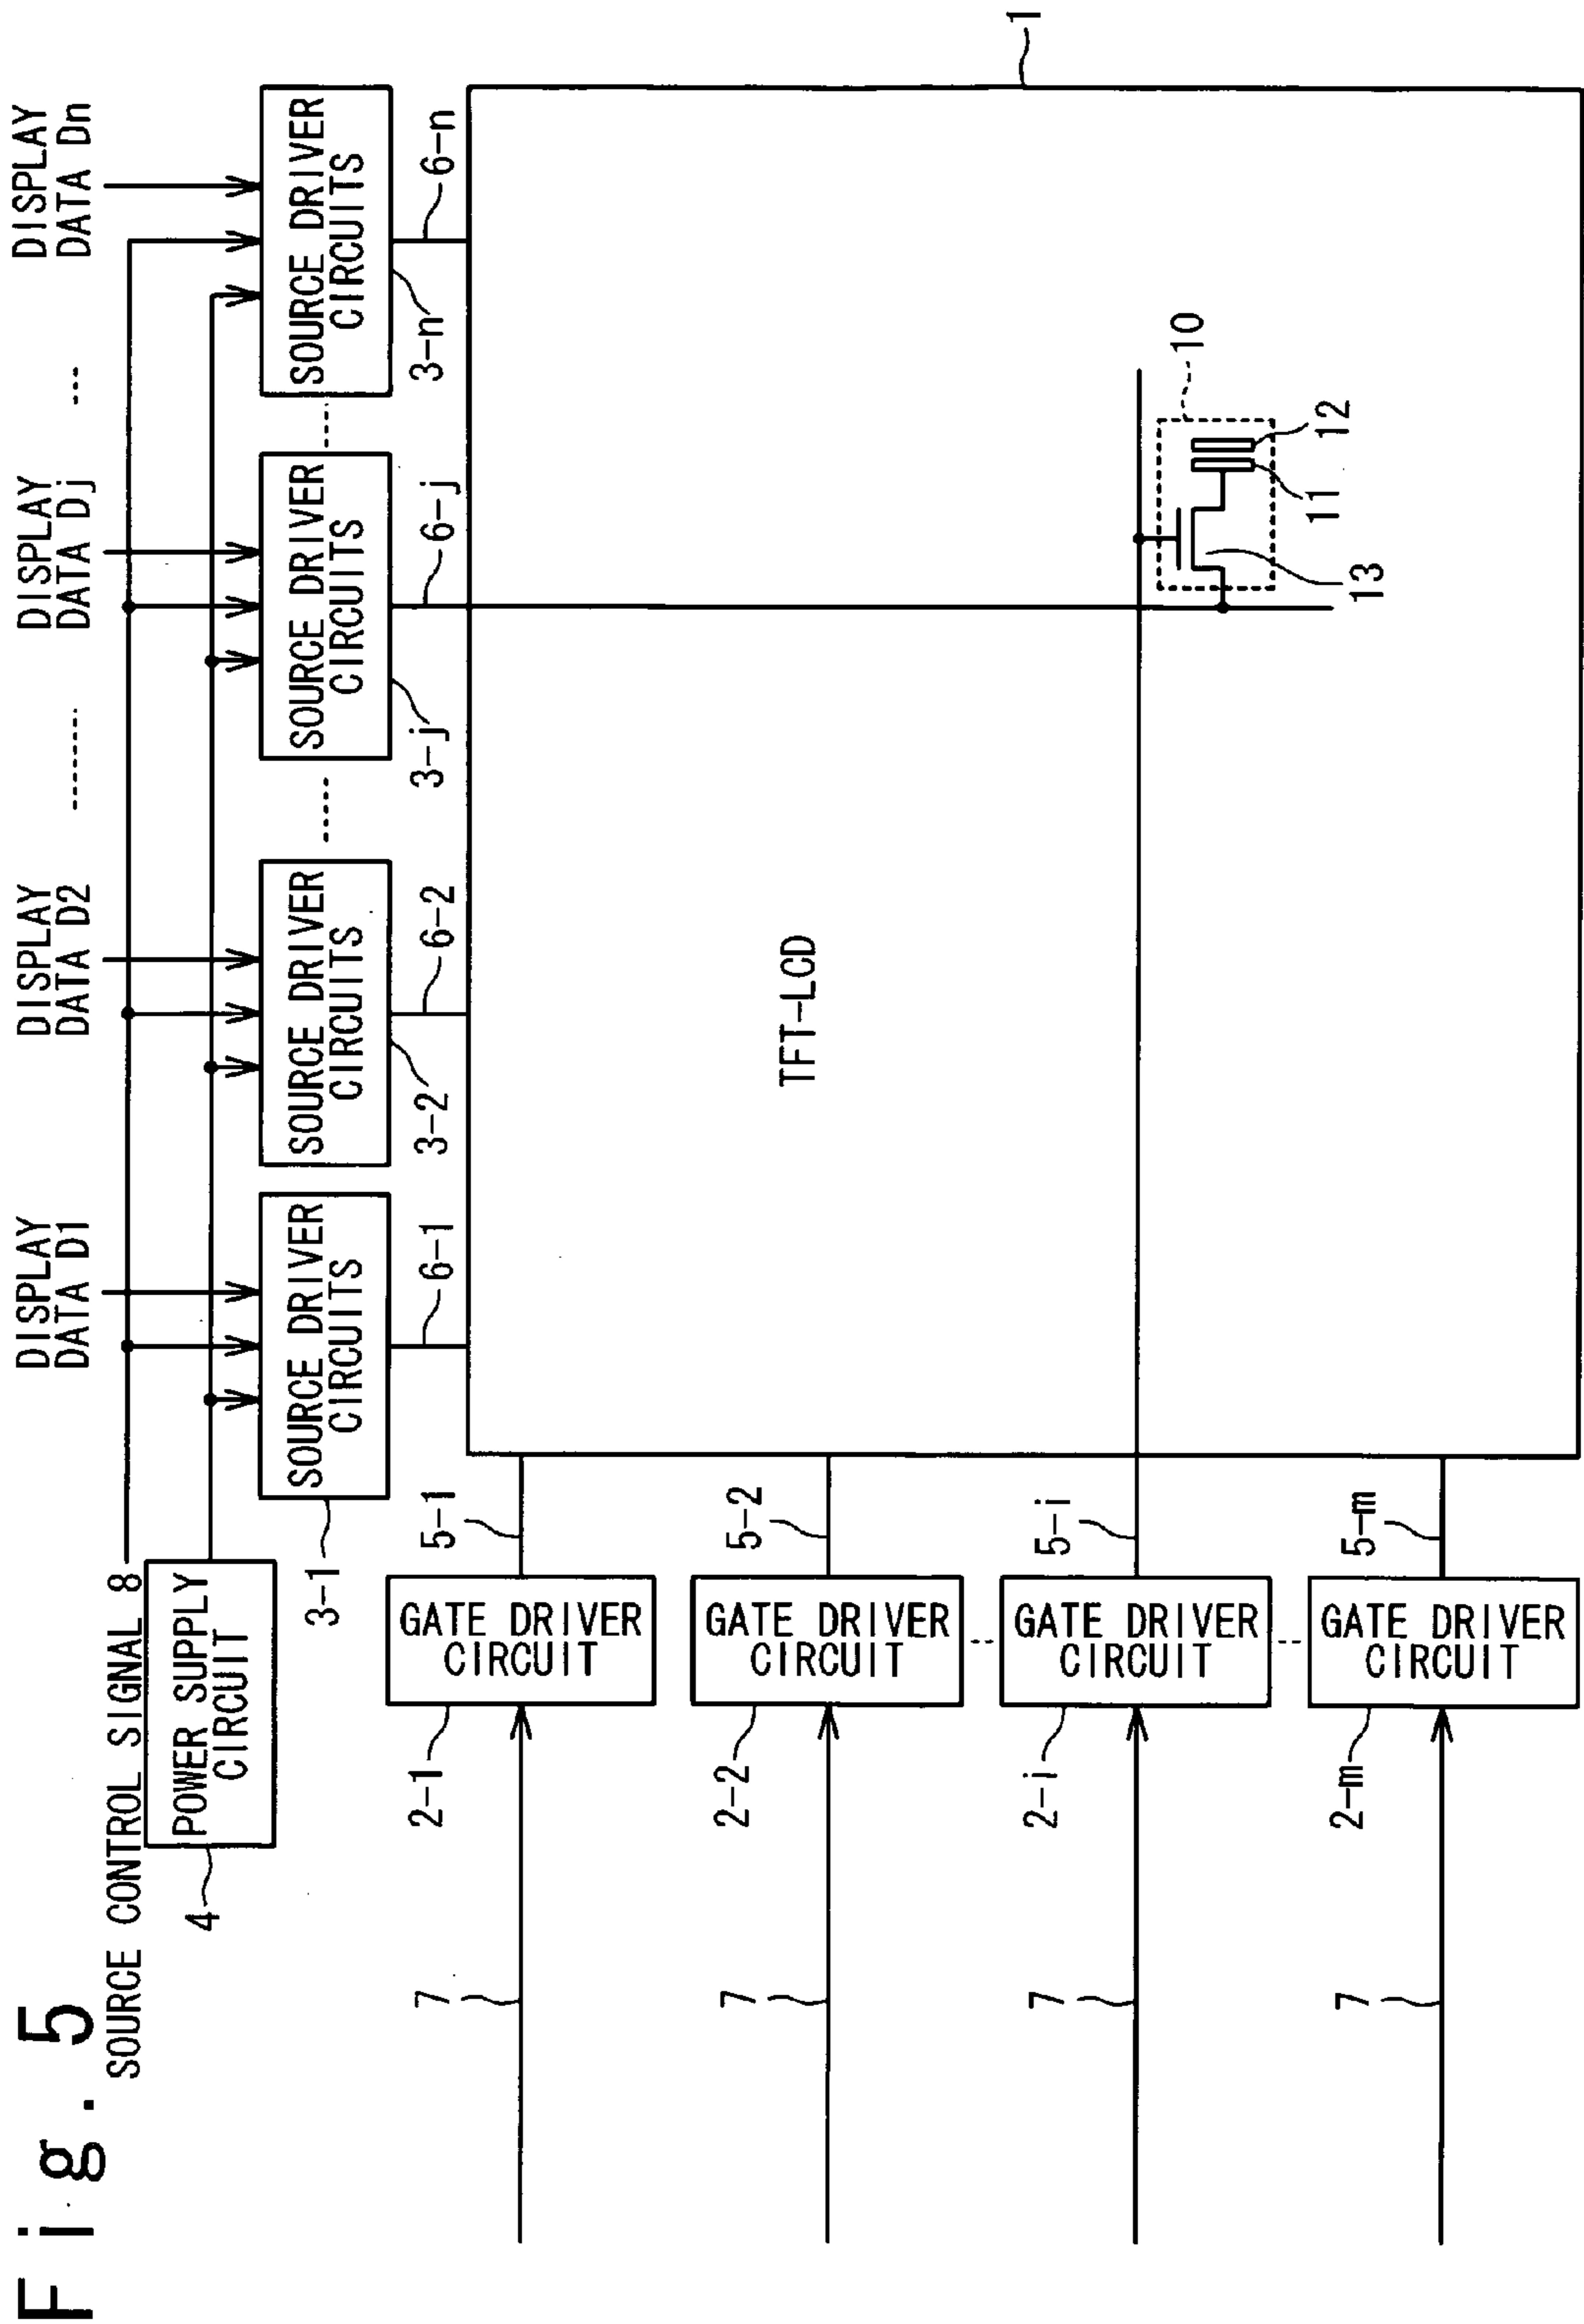 Fig. 5
DISPLAY
DATA D1
DISPLAY
DATA D2
-------
DISPLAY
DATA Dj
---
DISPLAY
DATA Dn
SOURCE CONTROL SIGNAL 8
POWER SUPPLY
CIRCUIT
4
SOURCE DRIVER
CIRCUITS
SOURCE DRIVER
CIRCUITS
-----
SOURCE DRIVER
CIRCUITS
-----
SOURCE DRIVER
CIRCUITS
3-1
6-1
3-2
6-2
3-j
6-j
3-n
6-n
1
TFT-LCD
7
2-1
GATE DRIVER
CIRCUIT
5-1
7
2-2
GATE DRIVER
CIRCUIT
5-2
--
7
2-i
GATE DRIVER
CIRCUIT
5-i
--
7
2-m
GATE DRIVER
CIRCUIT
5-m
10
13
11
12